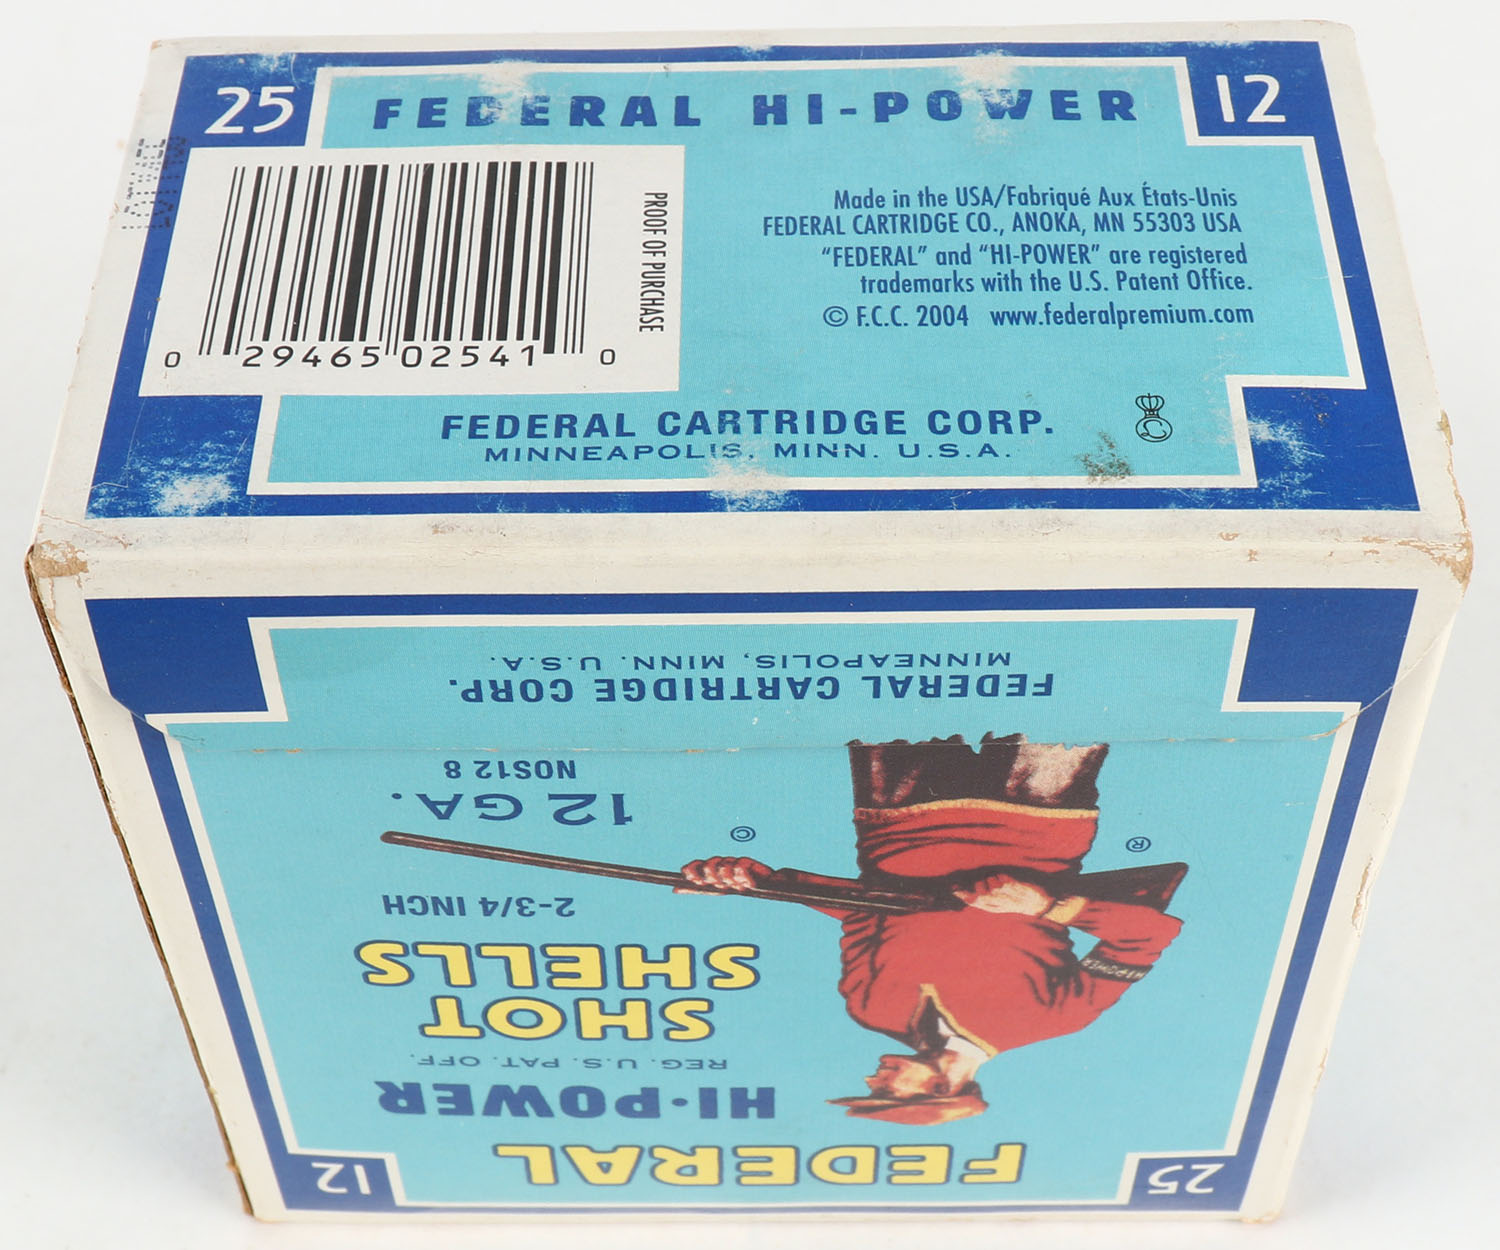 25
FEDERAL HI-POWER
12
PROOF OF PURCHASE
0 29465 02541 0
Made in the USA/Fabriqué Aux États-Unis
FEDERAL CARTRIDGE CO., ANOKA, MN 55303 USA
"FEDERAL" and "HI-POWER" are registered
trademarks with the U.S. Patent Office.
© F.C.C. 2004 www.federalpremium.com
FEDERAL CARTRIDGE CORP.
MINNEAPOLIS, MINN. U.S.A.
25
FEDERAL
12
HI-POWER
REG. U.S. PAT. OFF.
SHOT
SHELLS
2-3/4 INCH
HI-POWER
®
©
12 GA.
NOS12 8
FEDERAL CARTRIDGE CORP.
MINNEAPOLIS, MINN. U.S.A.